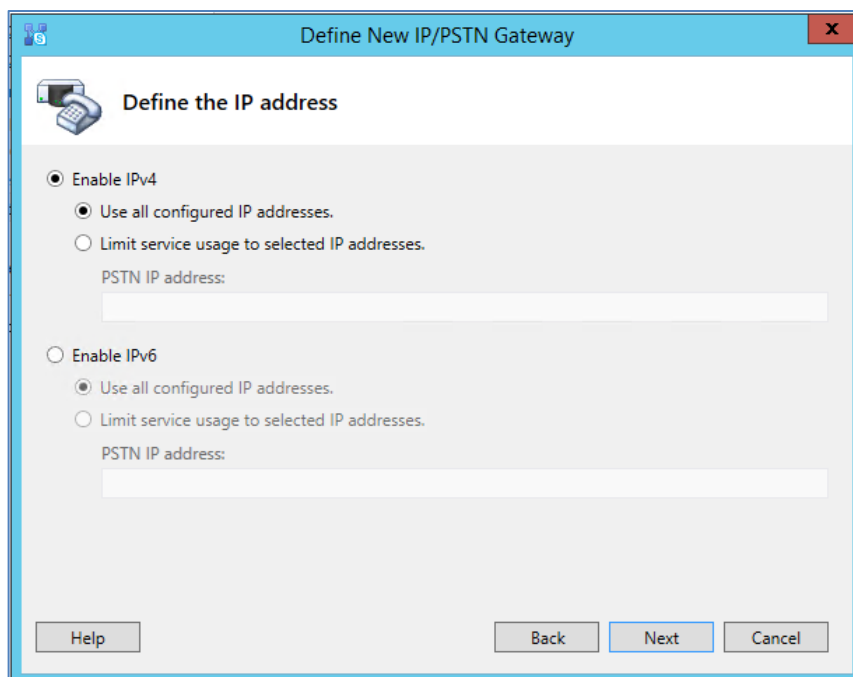 Define New IP/PSTN Gateway
x
Define the IP address
Enable IPv4
Use all configured IP addresses.
Limit service usage to selected IP addresses.
PSTN IP address:
Enable IPv6
Use all configured IP addresses.
Limit service usage to selected IP addresses.
PSTN IP address:
Help Back Next Cancel